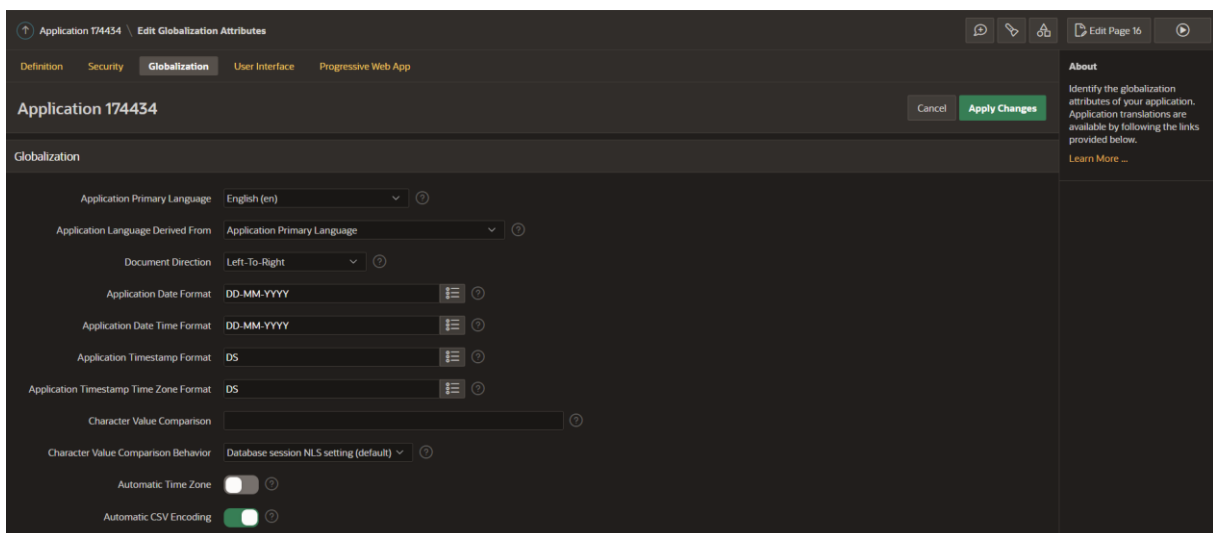 Application 174434 \ Edit Globalization Attributes
Edit Page 16
Definition Security Globalization User Interface Progressive Web App
About
Identify the globalization
attributes of your application.
Application translations are
available by following the links
provided below.
Learn More ...
Application 174434
Cancel Apply Changes
Globalization
Application Primary Language English (en)
Application Language Derived From Application Primary Language
Document Direction Left-To-Right
Application Date Format DD-MM-YYYY
Application Date Time Format DD-MM-YYYY
Application Timestamp Format DS
Application Timestamp Time Zone Format DS
Character Value Comparison
Character Value Comparison Behavior Database session NLS setting (default)
Automatic Time Zone
Automatic CSV Encoding